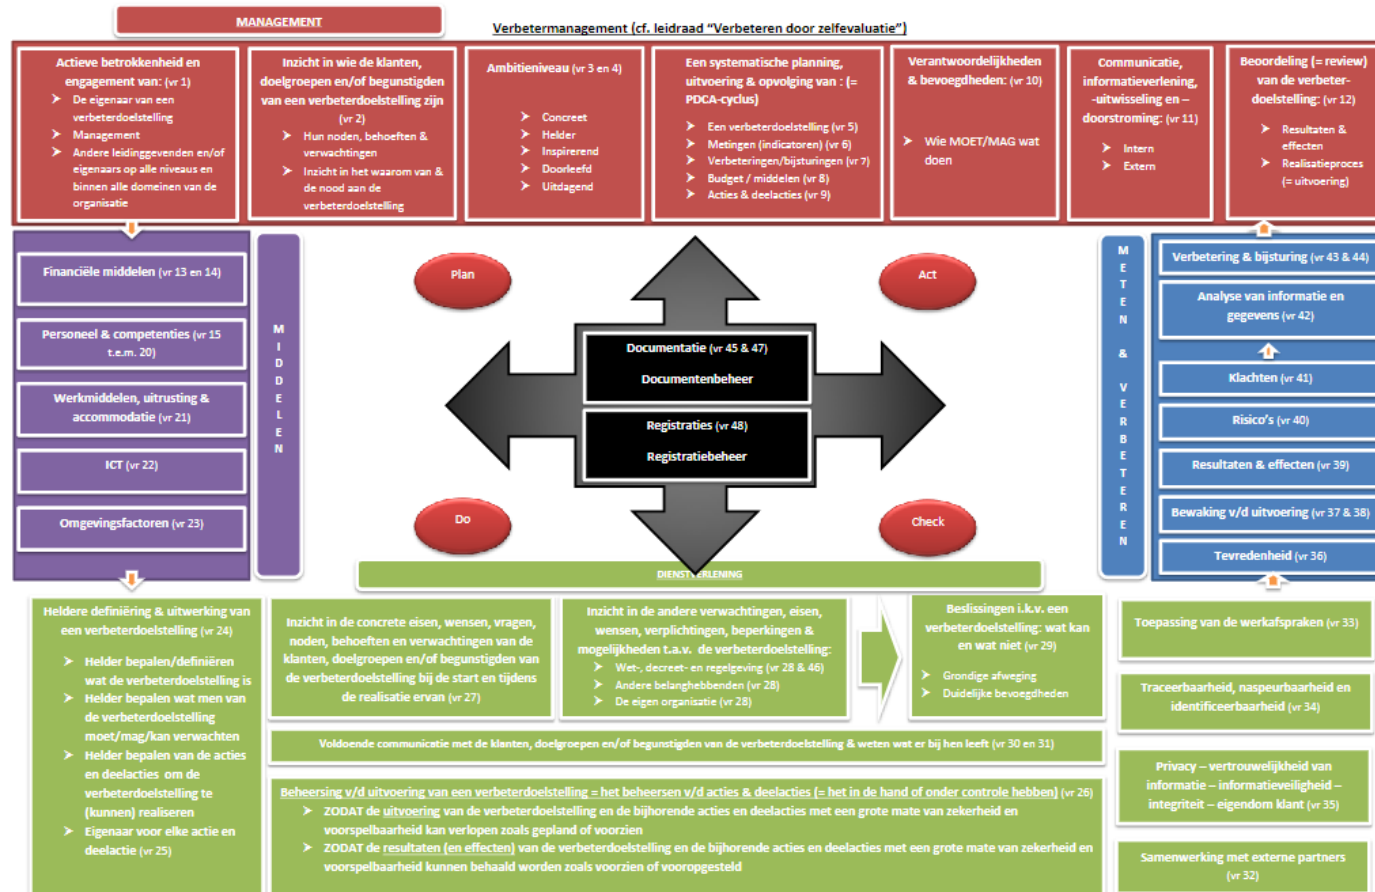 MANAGEMENT
Verbetermanagement (cf. leidraad "Verbeteren door zelfevaluatie")
Actieve betrokkenheid en
engagement van: (vr 1)
➤ De eigenaar van een
verbeterdoelstelling
➤ Management
➤ Andere leidinggevenden en/of
eigenaars op alle niveaus en
binnen alle domeinen van de
organisatie
Inzicht in wie de klanten,
doelgroepen en/of begunstigden
van een verbeterdoelstelling zijn
(vr 2)
➤ Hun noden, behoeften &
verwachtingen
➤ Inzicht in het waarom van &
de nood aan de
verbeterdoelstelling
Ambitieniveau (vr 3 en 4)
➤ Concreet
➤ Helder
➤ Inspirerend
➤ Doorleefd
➤ Uitdagend
Een systematische planning,
uitvoering & opvolging van : (=
PDCA-cyclus)
➤ Een verbeterdoelstelling (vr 5)
➤ Metingen (indicatoren) (vr 6)
➤ Verbeteringen/bijsturingen (vr 7)
➤ Budget / middelen (vr 8)
➤ Acties & deelacties (vr 9)
Verantwoordelijkheden
& bevoegdheden: (vr 10)
➤ Wie MOET/MAG wat
doen
Communicatie,
informatieverlening,
-uitwisseling en –
doorstroming: (vr 11)
➤ Intern
➤ Extern
Beoordeling (= review)
van de verbeter-
doelstelling: (vr 12)
➤ Resultaten &
effecten
➤ Realisatieproces
(= uitvoering)
Financiële middelen (vr 13 en 14)
Personeel & competenties (vr 15
t.e.m. 20)
Werkmiddelen, uitrusting &
accommodatie (vr 21)
ICT (vr 22)
Omgevingsfactoren (vr 23)
MIDDELEN
Plan
Act
Do
Check
Documentatie (vr 45 & 47)
Documentenbeheer
Registraties (vr 48)
Registratiebeheer
METEN & VERBETEREN
Verbetering & bijsturing (vr 43 & 44)
Analyse van informatie en
gegevens (vr 42)
Klachten (vr 41)
Risico's (vr 40)
Resultaten & effecten (vr 39)
Bewaking v/d uitvoering (vr 37 & 38)
Tevredenheid (vr 36)
DIENSTVERLENING
Heldere definiëring & uitwerking van
een verbeterdoelstelling (vr 24)
➤ Helder bepalen/definiëren
wat de verbeterdoelstelling is
➤ Helder bepalen wat men van
de verbeterdoelstelling
moet/mag/kan verwachten
➤ Helder bepalen van de acties
en deelacties om de
verbeterdoelstelling te
(kunnen) realiseren
➤ Eigenaar voor elke actie en
deelactie (vr 25)
Inzicht in de concrete eisen, wensen, vragen,
noden, behoeften en verwachtingen van de
klanten, doelgroepen en/of begunstigden van
de verbeterdoelstelling bij de start en tijdens
de realisatie ervan (vr 27)
Inzicht in de andere verwachtingen, eisen,
wensen, verplichtingen, beperkingen &
mogelijkheden t.a.v. de verbeterdoelstelling:
➤ Wet-, decreet- en regelgeving (vr 28 & 46)
➤ Andere belanghebbenden (vr 28)
➤ De eigen organisatie (vr 28)
Beslissingen i.k.v. een
verbeterdoelstelling: wat kan
en wat niet (vr 29)
➤ Grondige afweging
➤ Duidelijke bevoegdheden
Voldoende communicatie met de klanten, doelgroepen en/of begunstigden van de verbeterdoelstelling & weten wat er bij hen leeft (vr 30 en 31)
Beheersing v/d uitvoering van een verbeterdoelstelling = het beheersen v/d acties & deelacties (= het in de hand of onder controle hebben) (vr 26)
➤ ZODAT de uitvoering van de verbeterdoelstelling en de bijhorende acties en deelacties met een grote mate van zekerheid en
voorspelbaarheid kan verlopen zoals gepland of voorzien
➤ ZODAT de resultaten (en effecten) van de verbeterdoelstelling en de bijhorende acties en deelacties met een grote mate van zekerheid en
voorspelbaarheid kunnen behaald worden zoals voorzien of vooropgesteld
Toepassing van de werkafspraken (vr 33)
Traceerbaarheid, naspeurbaarheid en
identificeerbaarheid (vr 34)
Privacy – vertrouwelijkheid van
informatie – informatieveiligheid –
integriteit – eigendom klant (vr 35)
Samenwerking met externe partners
(vr 32)